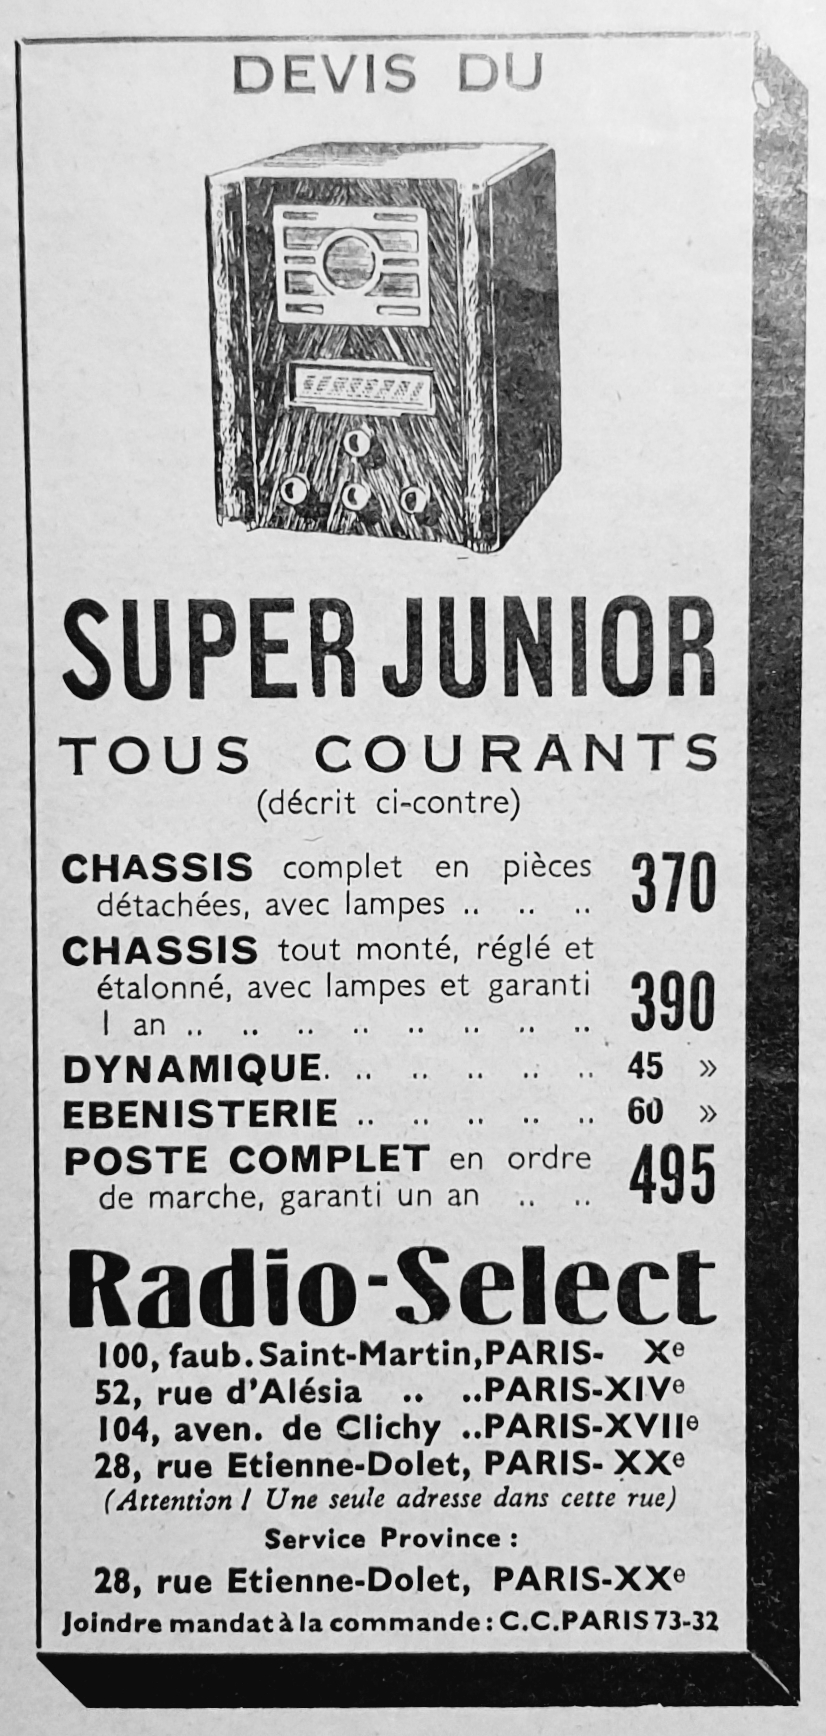 DEVIS DU
SUPER JUNIOR
TOUS COURANTS
(décrit ci-contre)
CHASSIS complet en pièces
détachées, avec lampes .. .. .. 370
CHASSIS tout monté, réglé et
étalonné, avec lampes et garanti
1 an .. .. .. .. .. .. .. .. 390
DYNAMIQUE. .. .. .. .. .. 45 »
EBENISTERIE .. .. .. .. .. 60 »
POSTE COMPLET en ordre
de marche, garanti un an .. .. 495
Radio-Select
100, faub. Saint-Martin, PARIS- Xe
52, rue d'Alésia .. ..PARIS-XIVe
104, aven. de Clichy ..PARIS-XVIIe
28, rue Etienne-Dolet, PARIS- XXe
(Attention ! Une seule adresse dans cette rue)
Service Province :
28, rue Etienne-Dolet, PARIS-XXe
Joindre mandat à la commande : C.C. PARIS 73-32